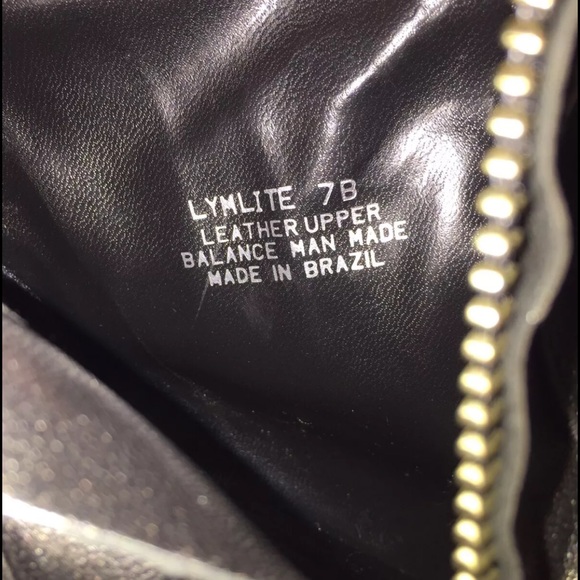 LYMLITE 7B
LEATHER UPPER
BALANCE MAN MADE
MADE IN BRAZIL